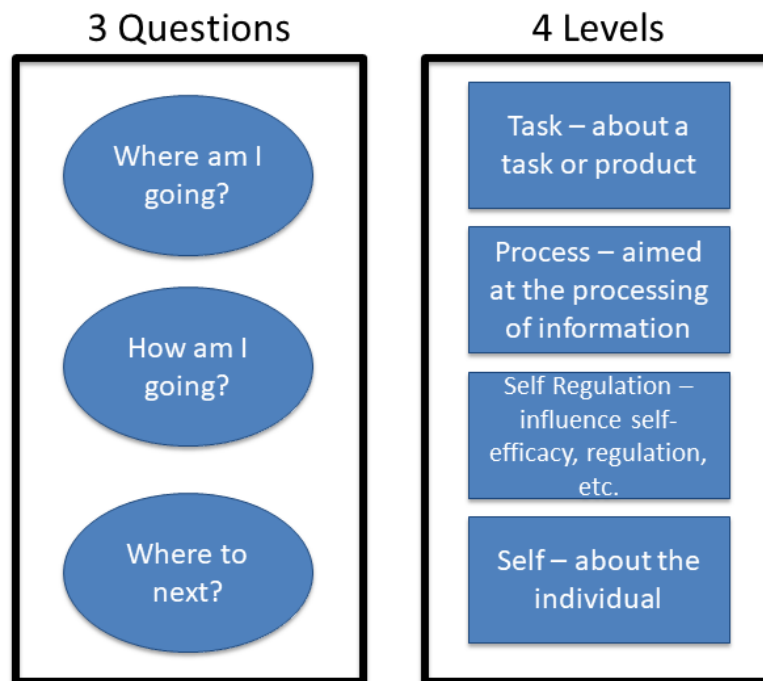 3 Questions
Where am I
going?
How am I
going?
Where to
next?
4 Levels
Task – about a
task or product
Process – aimed
at the processing
of information
Self Regulation –
influence self-
efficacy, regulation,
etc.
Self – about the
individual